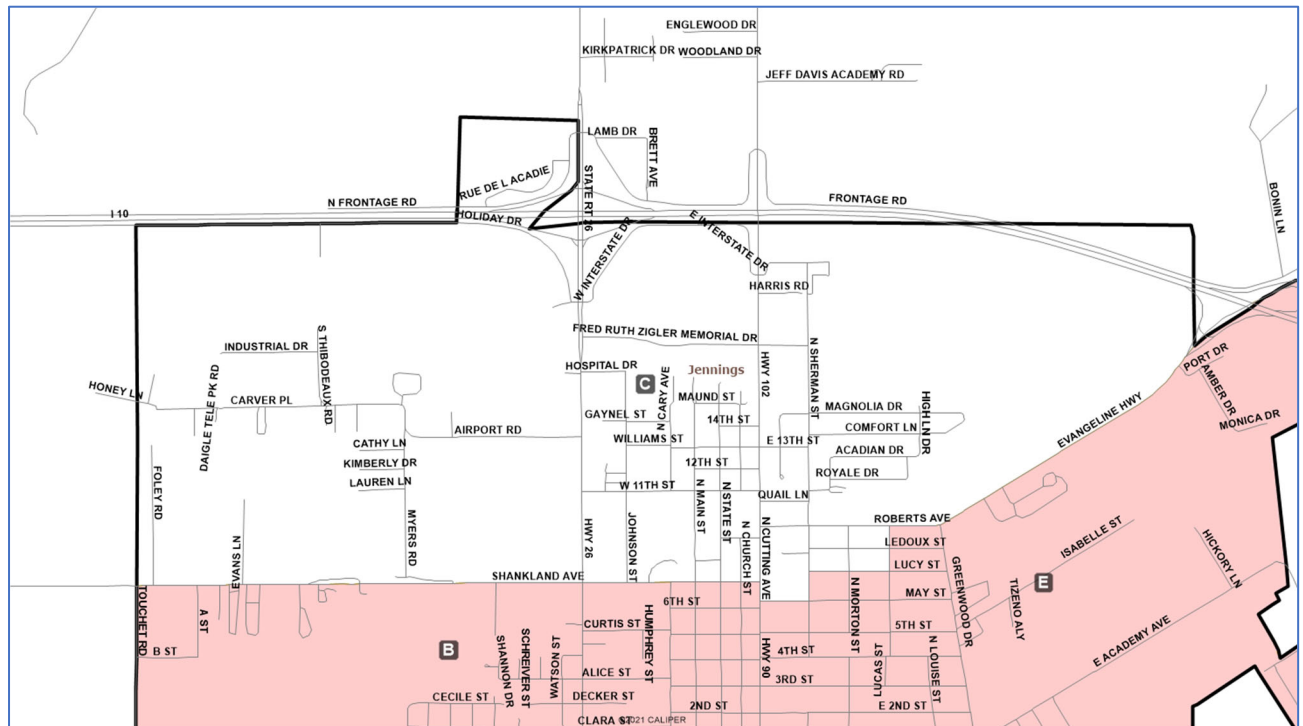 ENGLEWOOD DR
KIRKPATRICK DR
WOODLAND DR
JEFF DAVIS ACADEMY RD
LAMB DR
BRETT AVE
RUE DE L ACADIE
STATE RT 26
N FRONTAGE RD
FRONTAGE RD
BONIN LN
I 10
HOLIDAY DR
W INTERSTATE DR
E INTERSTATE DR
HARRIS RD
FRED RUTH ZIGLER MEMORIAL DR
INDUSTRIAL DR
S THIBODEAUX RD
HOSPITAL DR
C
N CARY AVE
Jennings
HWY 102
N SHERMAN ST
PORT DR
AMBER DR
MONICA DR
HONEY LN
DAIGLE TELE PK RD
CARVER PL
MAUND ST
MAGNOLIA DR
HIGH LN DR
EVANGELINE HWY
GAYNEL ST
14TH ST
COMFORT LN
AIRPORT RD
WILLIAMS ST
E 13TH ST
CATHY LN
ACADIAN DR
KIMBERLY DR
12TH ST
ROYALE DR
FOLEY RD
LAUREN LN
W 11TH ST
QUAIL LN
N MAIN ST
N STATE ST
MYERS RD
HWY 26
JOHNSON ST
N CHURCH ST
N CUTTING AVE
ROBERTS AVE
LEDOUX ST
ISABELLE ST
HICKORY LN
EVANS LN
LUCY ST
GREENWOOD DR
SHANKLAND AVE
TOUCHET RD
A ST
6TH ST
N MORTON ST
MAY ST
TIZENO ALY
E
CURTIS ST
HUMPHREY ST
5TH ST
E ACADEMY AVE
B ST
B
SHANNON DR
SCHREIVER ST
WATSON ST
HWY 90
4TH ST
LUCAS ST
N LOUISE ST
ALICE ST
3RD ST
CECILE ST
DECKER ST
2ND ST
E 2ND ST
CLARA ST
©2021 CALIPER